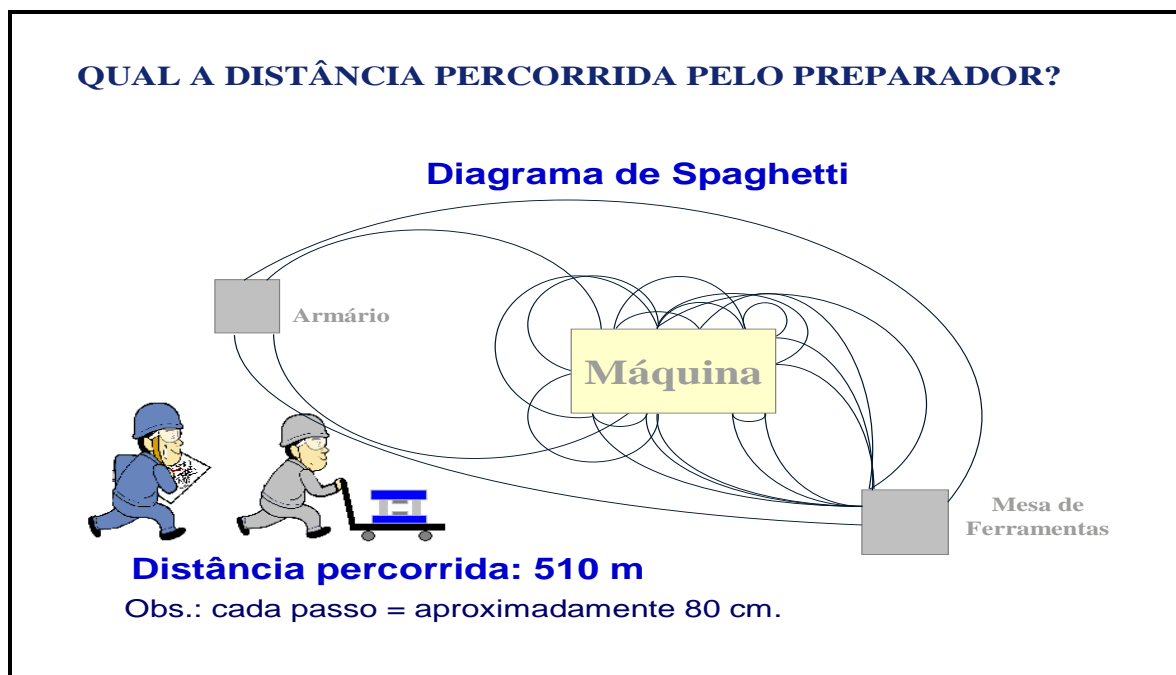 QUAL A DISTÂNCIA PERCORRIDA PELO PREPARADOR?
Diagrama de Spaghetti
Armário
Máquina
Mesa de
Ferramentas
Distância percorrida: 510 m
Obs.: cada passo = aproximadamente 80 cm.